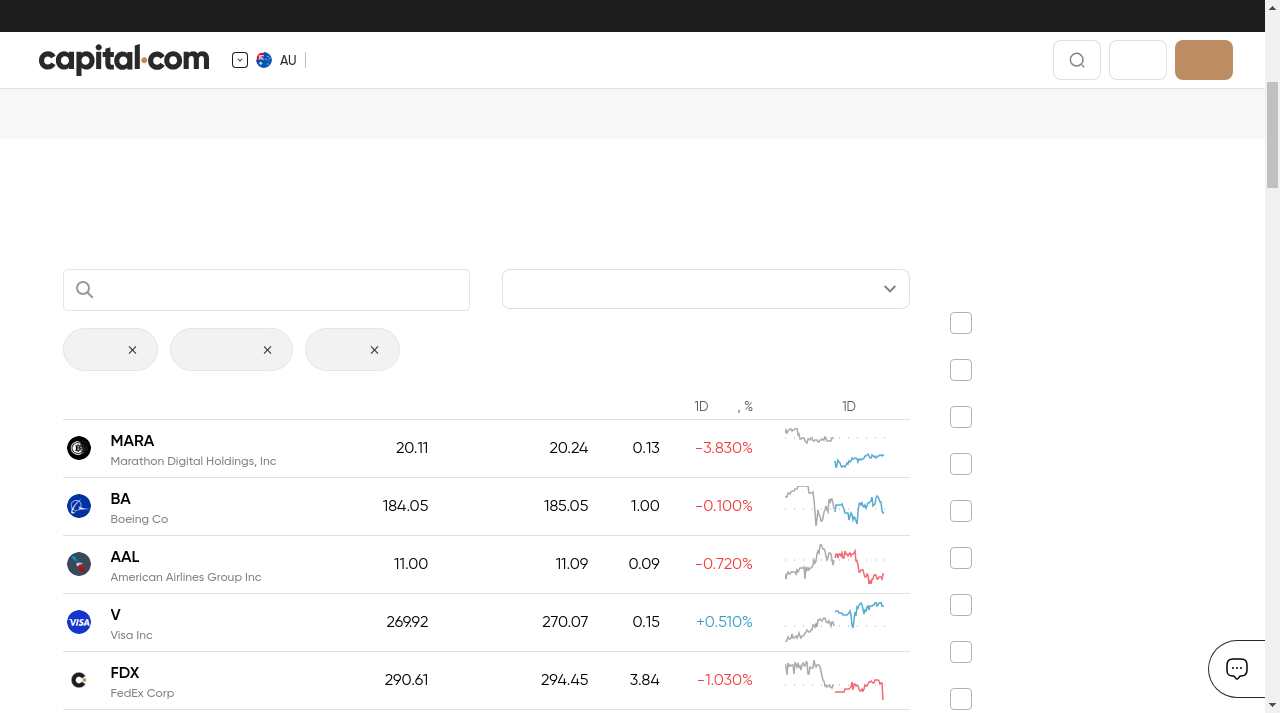 capital.com
AU
1D , % 1D
MARA 20.11 20.24 0.13 -3.830%
Marathon Digital Holdings, Inc
BA 184.05 185.05 1.00 -0.100%
Boeing Co
AAL 11.00 11.09 0.09 -0.720%
American Airlines Group Inc
VISA V 269.92 270.07 0.15 +0.510%
Visa Inc
FDX 290.61 294.45 3.84 -1.030%
FedEx Corp